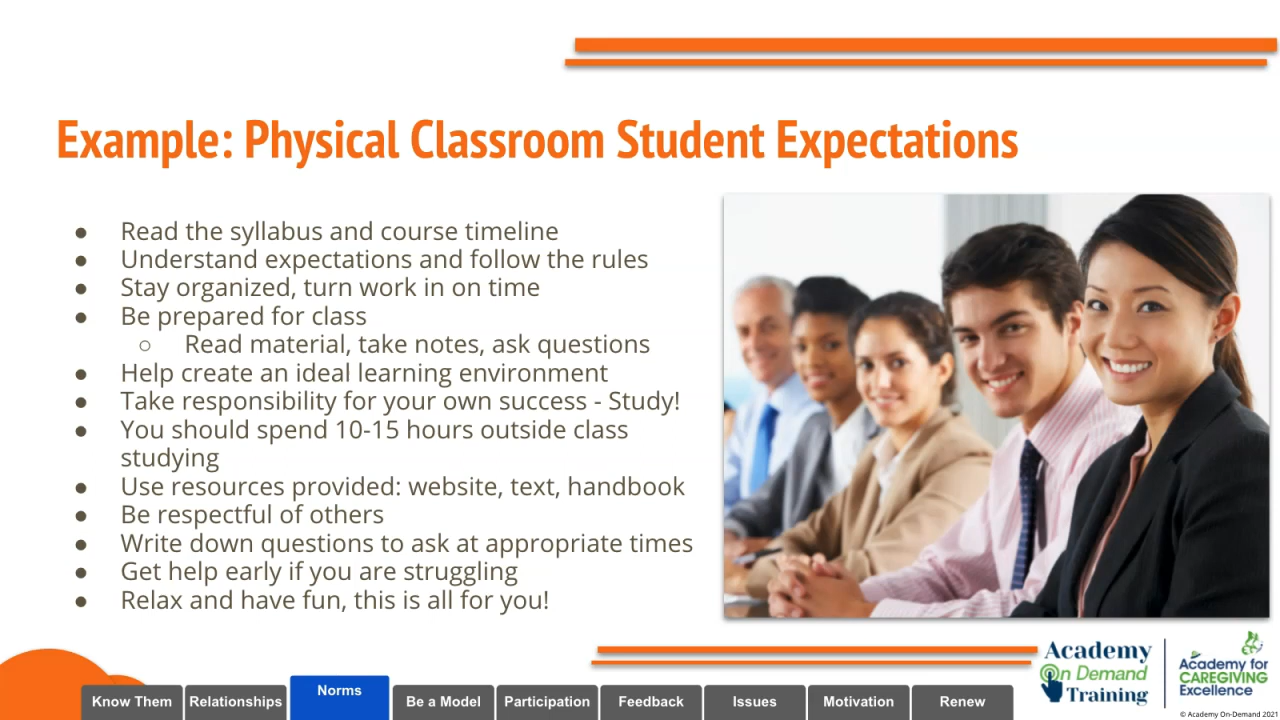 Example: Physical Classroom Student Expectations
● Read the syllabus and course timeline
● Understand expectations and follow the rules
● Stay organized, turn work in on time
● Be prepared for class
○ Read material, take notes, ask questions
● Help create an ideal learning environment
● Take responsibility for your own success - Study!
● You should spend 10-15 hours outside class
studying
● Use resources provided: website, text, handbook
● Be respectful of others
● Write down questions to ask at appropriate times
● Get help early if you are struggling
● Relax and have fun, this is all for you!
Know Them Relationships Norms Be a Model Participation Feedback Issues Motivation Renew
Academy
On Demand
Training
Academy for
CAREGIVING
Excellence
© Academy On-Demand 2021